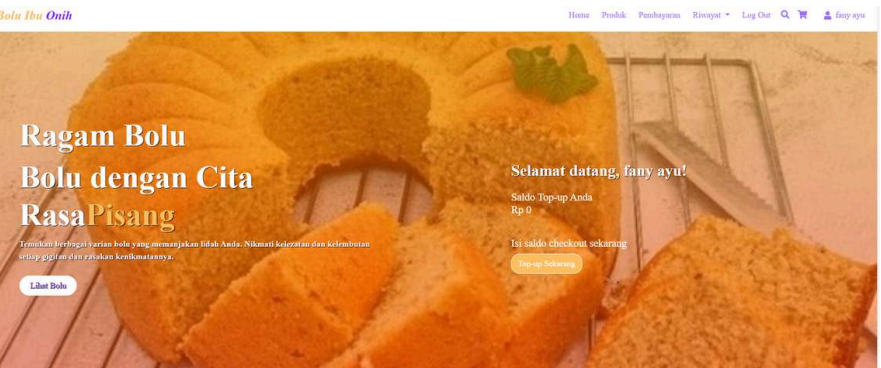 Bolu Ibu Onih
Home Produk Pembayaran Riwayat Log Out fany ayu
Ragam Bolu
Bolu dengan Cita
RasaPisang
Temukan berbagai varian bolu yang memanjakan lidah Anda. Nikmati kelezatan dan kelembutan
setiap gigitan dan rasakan kenikmatannya.
Lihat Bolu
Selamat datang, fany ayu!
Saldo Top-up Anda
Rp 0
Isi saldo checkout sekarang
Top-up Sekarang